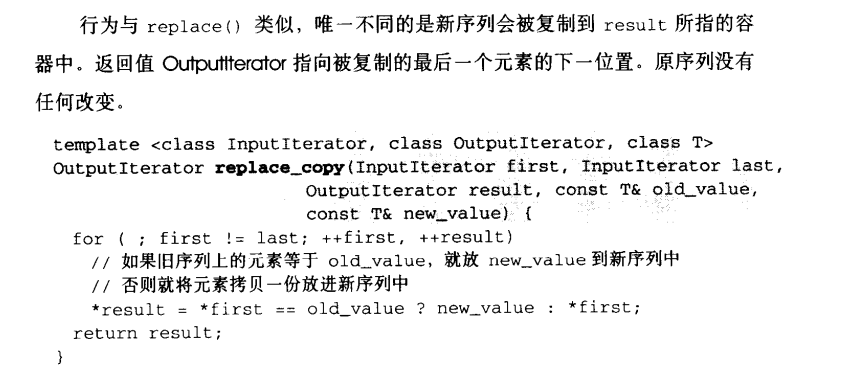 行为与 replace() 类似，唯一不同的是新序列会被复制到 result 所指的容
器中。返回值 OutputIterator 指向被复制的最后一个元素的下一位置。原序列没有
任何改变。
template <class InputIterator, class OutputIterator, class T>
OutputIterator replace_copy(InputIterator first, InputIterator last,
OutputIterator result, const T& old_value,
const T& new_value) {
for ( ; first != last; ++first, ++result)
// 如果旧序列上的元素等于 old_value，就放 new_value 到新序列中
// 否则就将元素拷贝一份放进新序列中
*result = *first == old_value ? new_value : *first;
return result;
}